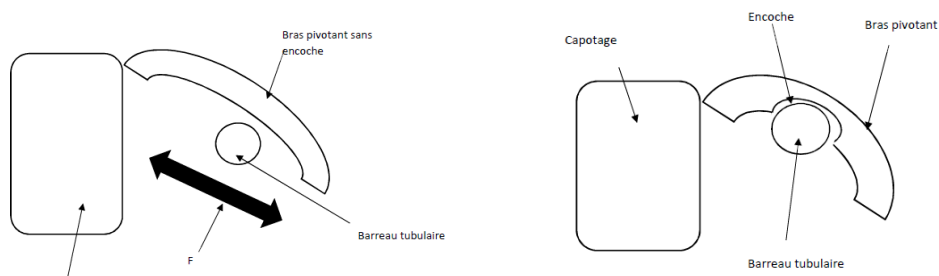 Bras pivotant sans
encoche
Barreau tubulaire
F
Encoche
Bras pivotant
Capotage
Barreau tubulaire